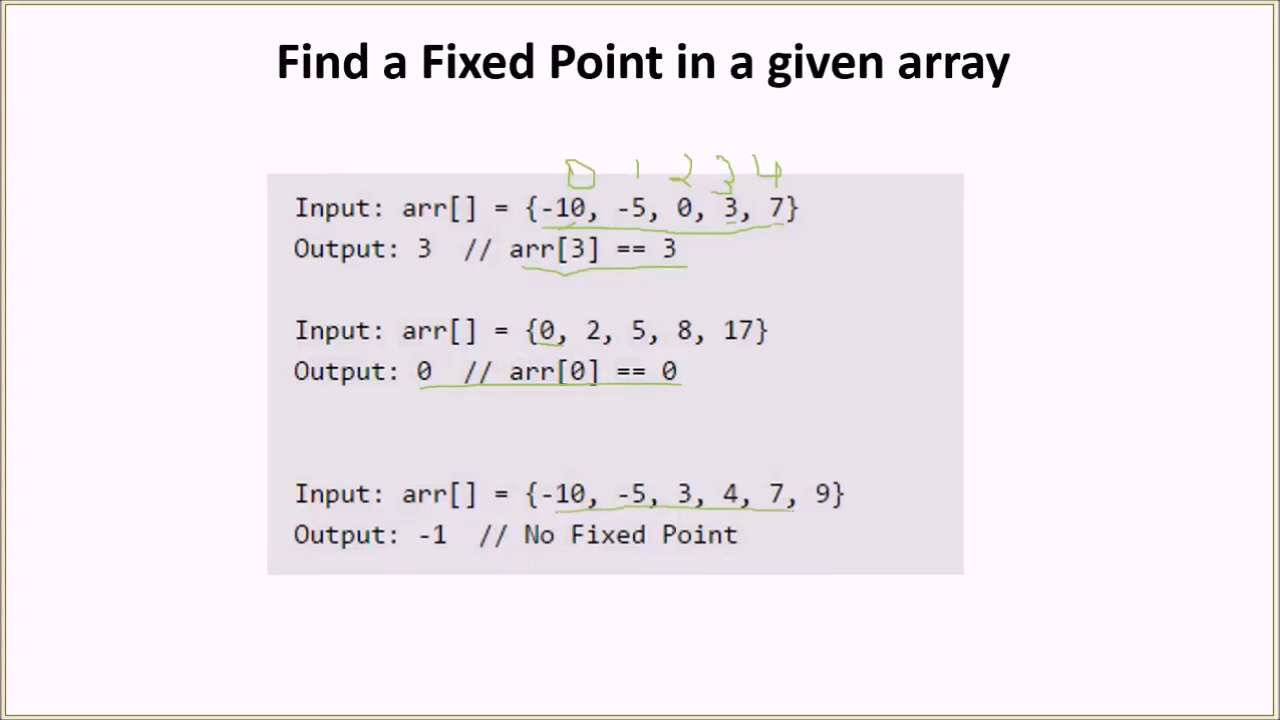 Find a Fixed Point in a given array
0 1 2 3 4
Input: arr[] = {-10, -5, 0, 3, 7}
Output: 3 // arr[3] == 3
Input: arr[] = {0, 2, 5, 8, 17}
Output: 0 // arr[0] == 0
Input: arr[] = {-10, -5, 3, 4, 7, 9}
Output: -1 // No Fixed Point